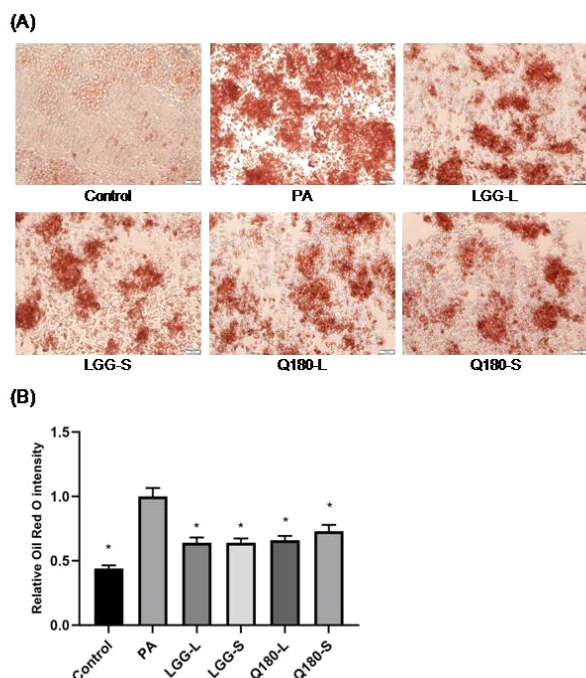 (A)
Control PA LGG-L
LGG-S Q180-L Q180-S
(B)
Relative Oil Red O intensity
1.5
1.0
0.5
0.0
*
* * * *
Control PA LGG-L LGG-S Q180-L Q180-S